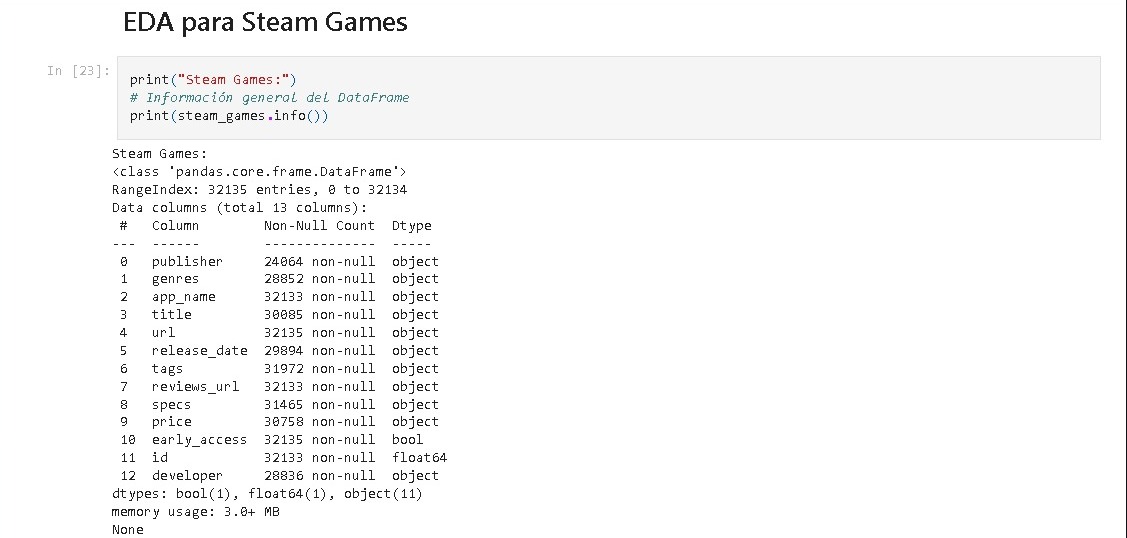 EDA para Steam Games
In [23]:
print("Steam Games:")
# Información general del DataFrame
print(steam_games.info())
Steam Games:
<class 'pandas.core.frame.DataFrame'>
RangeIndex: 32135 entries, 0 to 32134
Data columns (total 13 columns):
 #   Column        Non-Null Count  Dtype
---  ------        --------------  -----
 0   publisher     24064 non-null  object
 1   genres        28852 non-null  object
 2   app_name      32133 non-null  object
 3   title         30085 non-null  object
 4   url           32135 non-null  object
 5   release_date  29894 non-null  object
 6   tags          31972 non-null  object
 7   reviews_url   32133 non-null  object
 8   specs         31465 non-null  object
 9   price         30758 non-null  object
 10  early_access  32135 non-null  bool
 11  id            32133 non-null  float64
 12  developer     28836 non-null  object
dtypes: bool(1), float64(1), object(11)
memory usage: 3.0+ MB
None